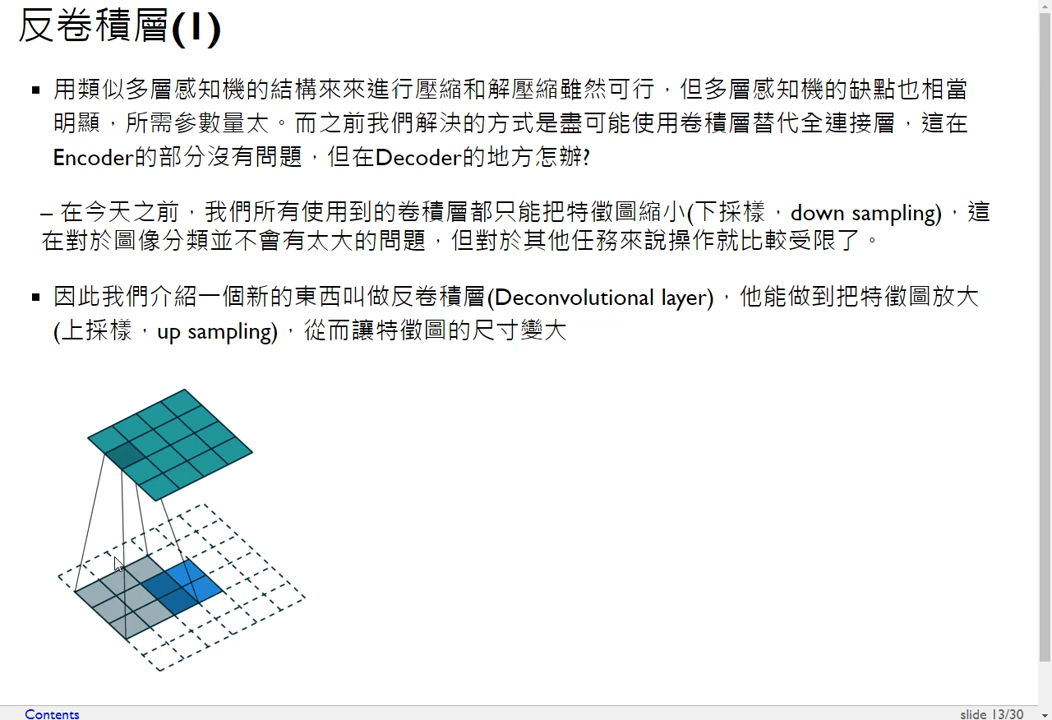 反卷積層(1)
用類似多層感知機的結構來來進行壓縮和解壓縮雖然可行，但多層感知機的缺點也相當
明顯，所需參數量太。而之前我們解決的方式是盡可能使用卷積層替代全連接層，這在
Encoder的部分沒有問題，但在Decoder的地方怎辦?
– 在今天之前，我們所有使用到的卷積層都只能把特徵圖縮小(下採樣，down sampling)，這
在對於圖像分類並不會有太大的問題，但對於其他任務來說操作就比較受限了。
因此我們介紹一個新的東西叫做反卷積層(Deconvolutional layer)，他能做到把特徵圖放大
(上採樣，up sampling)，從而讓特徵圖的尺寸變大
Contents
slide 13/30